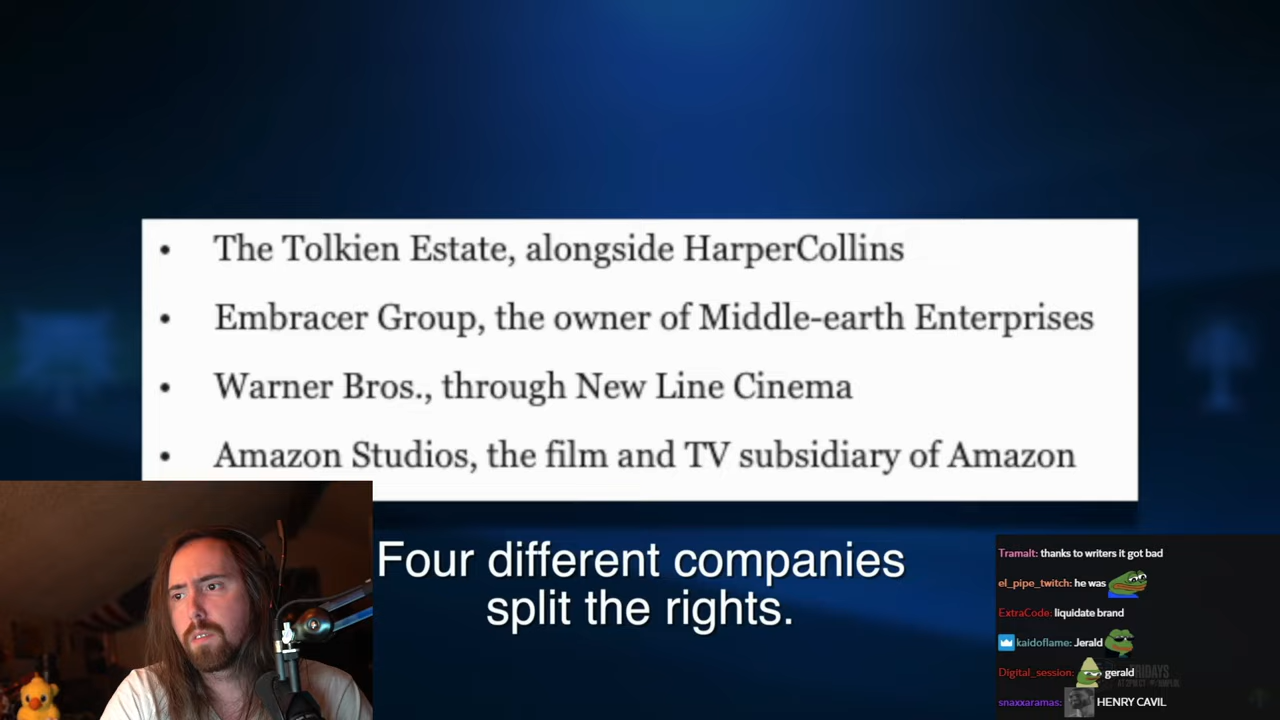 • The Tolkien Estate, alongside HarperCollins
• Embracer Group, the owner of Middle-earth Enterprises
• Warner Bros., through New Line Cinema
• Amazon Studios, the film and TV subsidiary of Amazon
Four different companies
split the rights.
Tramalt: thanks to writers it got bad
el_pipe_twitch: he was
ExtraCode: liquidate brand
kaidoflame: Jerald
Digital_session: gerald
RIDAYS
snaxxaramas: HENRY CAVIL